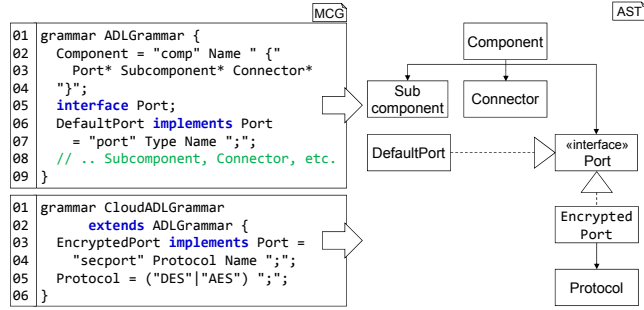 MCG
01 grammar ADLGrammar {
02 Component = "comp" Name " {"
03 Port* Subcomponent* Connector*
04 "}";
05 interface Port;
06 DefaultPort implements Port
07 = "port" Type Name ";";
08 // .. Subcomponent, Connector, etc.
09 }
01 grammar CloudADLGrammar
02 extends ADLGrammar {
03 EncryptedPort implements Port =
04 "secport" Protocol Name ";";
05 Protocol = ("DES"|"AES") ";";
06 }
AST
Component
Sub
component
Connector
DefaultPort
«interface»
Port
Encrypted
Port
Protocol